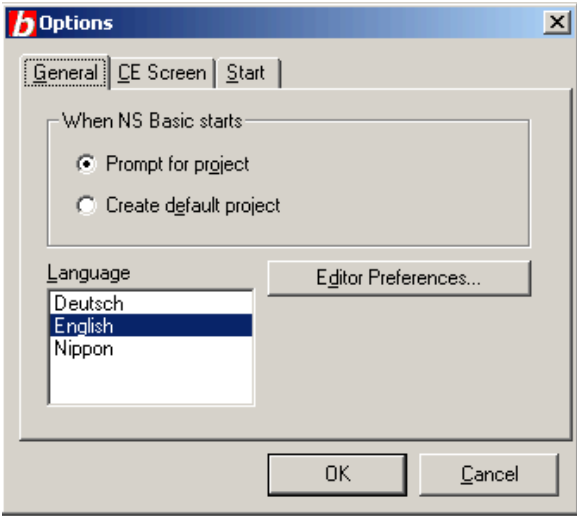 b Options
General CE Screen Start
When NS Basic starts
Prompt for project
Create default project
Language
Editor Preferences...
Deutsch
English
Nippon
OK Cancel